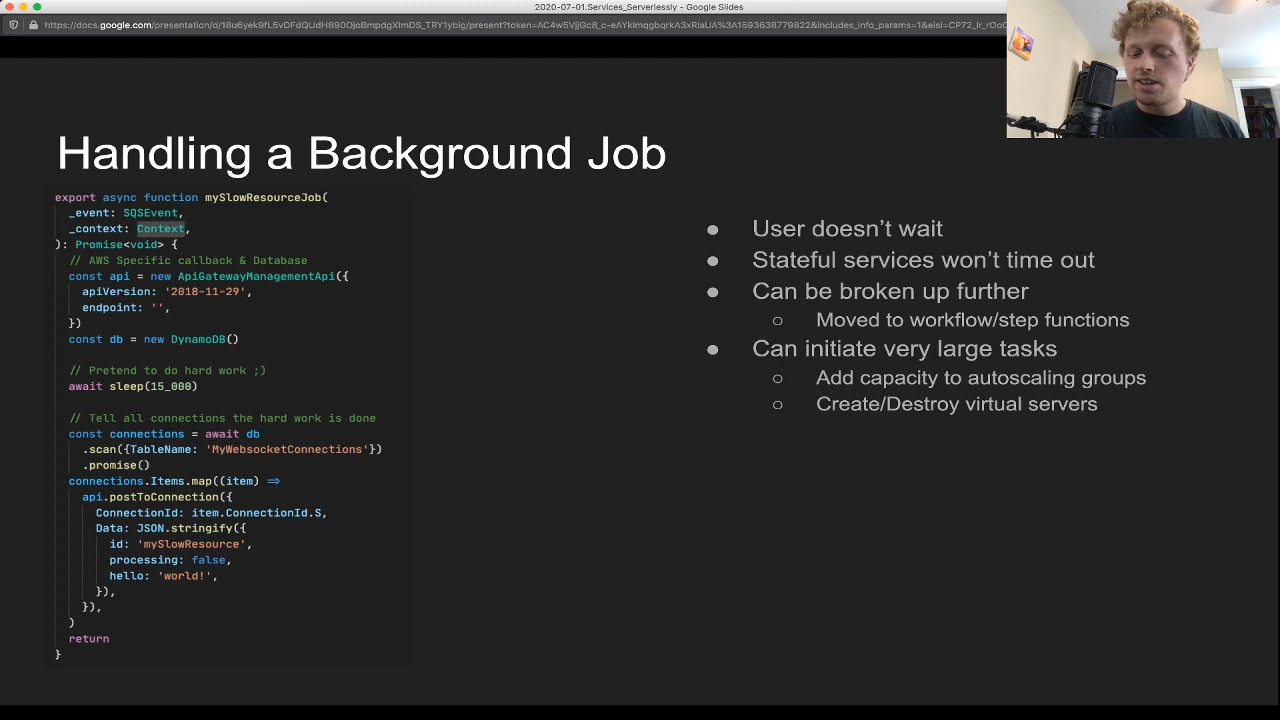 2020-07-01.Services_Serverlessly - Google Slides
Handling a Background Job
export async function mySlowResourceJob(
_event: SQSEvent,
_context: Context,
): Promise<void> {
// AWS Specific callback & Database
const api = new ApiGatewayManagementApi({
apiVersion: '2018-11-29',
endpoint: '',
})
const db = new DynamoDB()
// Pretend to do hard work ;)
await sleep(15_000)
// Tell all connections the hard work is done
const connections = await db
.scan({TableName: 'MyWebsocketConnections'})
.promise()
connections.Items.map((item) ⇒
api.postToConnection({
ConnectionId: item.ConnectionId.S,
Data: JSON.stringify({
id: 'mySlowResource',
processing: false,
hello: 'world!',
}),
}),
)
return
}
● User doesn't wait
● Stateful services won't time out
● Can be broken up further
○ Moved to workflow/step functions
● Can initiate very large tasks
○ Add capacity to autoscaling groups
○ Create/Destroy virtual servers